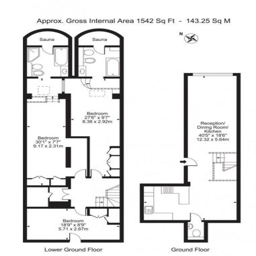 Approx. Gross Internal Area 1542 Sq Ft - 143.25 Sq M
Sauna
Sauna
Bedroom
27'6" x 9'7"
8.38 x 2.92m
Bedroom
30'1" x 7'7"
9.17 x 2.31m
Reception/
Dining Room/
Kitchen
40'5" x 18'6"
12.32 x 5.64m
Bedroom
18'9" x 8'9"
5.71 x 2.67m
Lower Ground Floor
Ground Floor